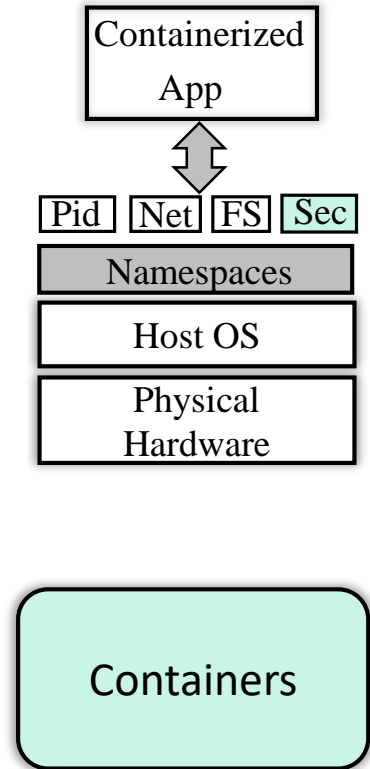 Containerized
App
Pid Net FS Sec
Namespaces
Host OS
Physical
Hardware
Containers